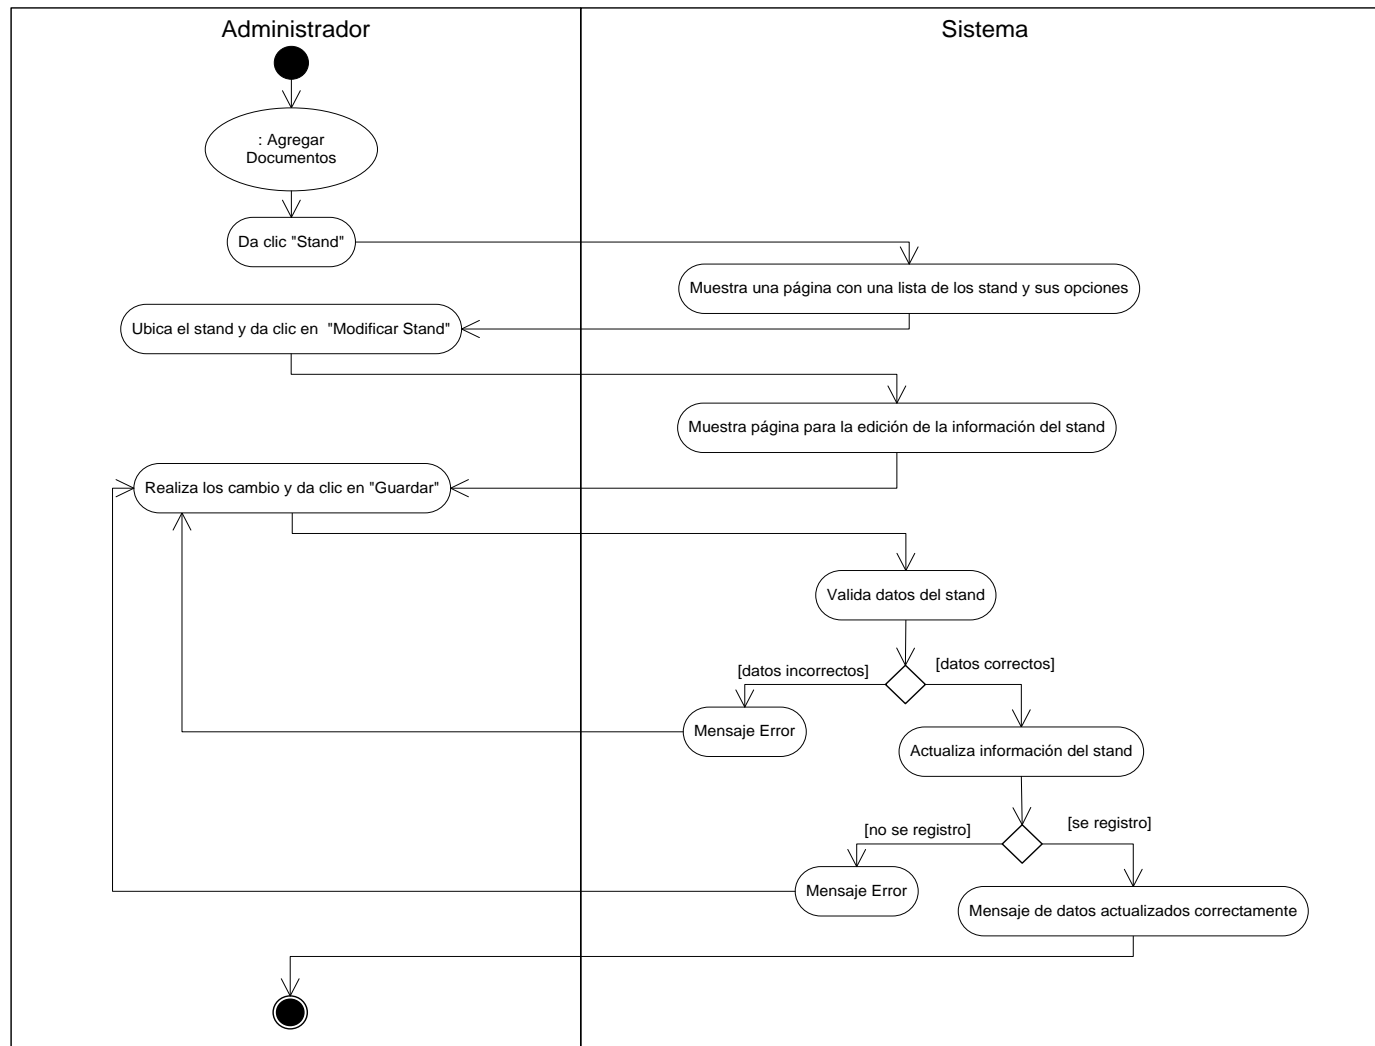 Administrador
Sistema
: Agregar
Documentos
Da clic "Stand"
Muestra una página con una lista de los stand y sus opciones
Ubica el stand y da clic en  "Modificar Stand"
Muestra página para la edición de la información del stand
Realiza los cambio y da clic en "Guardar"
Valida datos del stand
[datos incorrectos]
[datos correctos]
Mensaje Error
Actualiza información del stand
[no se registro]
[se registro]
Mensaje Error
Mensaje de datos actualizados correctamente